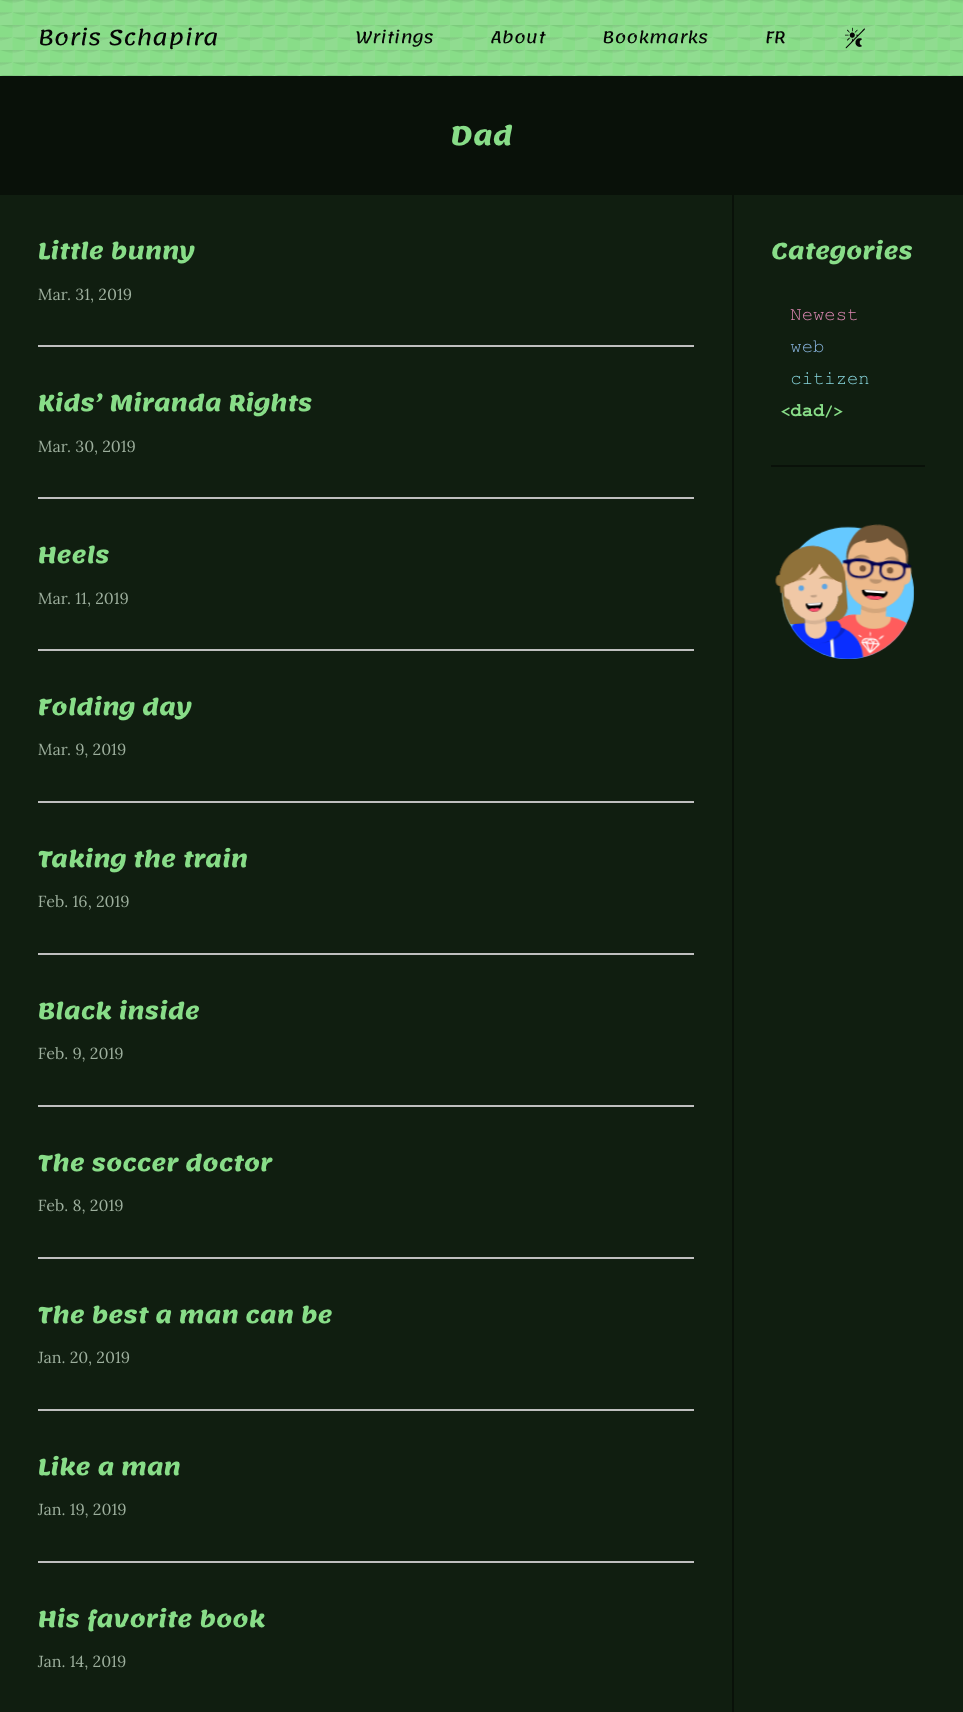 Boris Schapira
Writings
About
Bookmarks
FR
Dad
Little bunny
Mar. 31, 2019
Kids’ Miranda Rights
Mar. 30, 2019
Heels
Mar. 11, 2019
Folding day
Mar. 9, 2019
Taking the train
Feb. 16, 2019
Black inside
Feb. 9, 2019
The soccer doctor
Feb. 8, 2019
The best a man can be
Jan. 20, 2019
Like a man
Jan. 19, 2019
His favorite book
Jan. 14, 2019
Categories
Newest
web
citizen
<dad/>